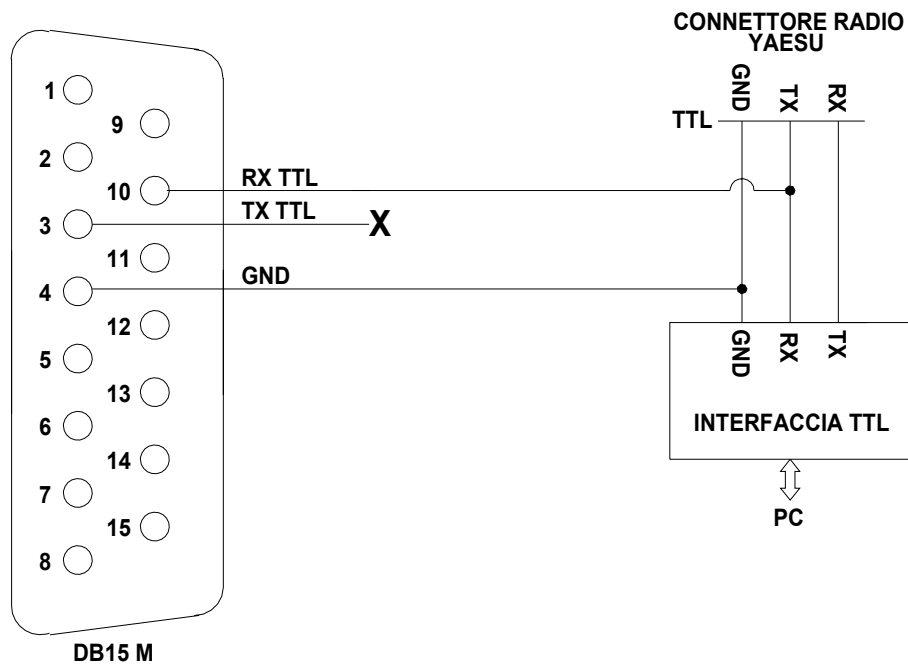 CONNETTORE RADIO
YAESU
GND TX RX
TTL
1
9
2
10
RX TTL
3
TX TTL
X
11
4
GND
12
5
13
6
14
7
15
8
GND RX TX
INTERFACCIA TTL
PC
DB15 M